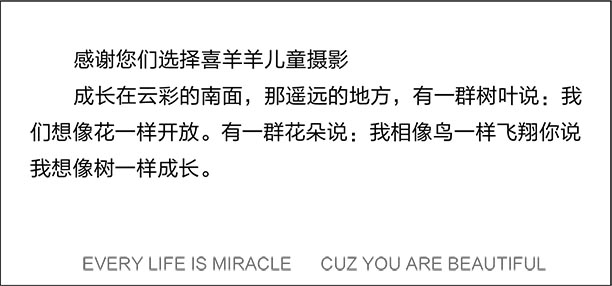 感谢您们选择喜羊羊儿童摄影
成长在云彩的南面，那遥远的地方，有一群树叶说：我
们想像花一样开放。有一群花朵说：我相像鸟一样飞翔你说
我想像树一样成长。
EVERY LIFE IS MIRACLE CUZ YOU ARE BEAUTIFUL